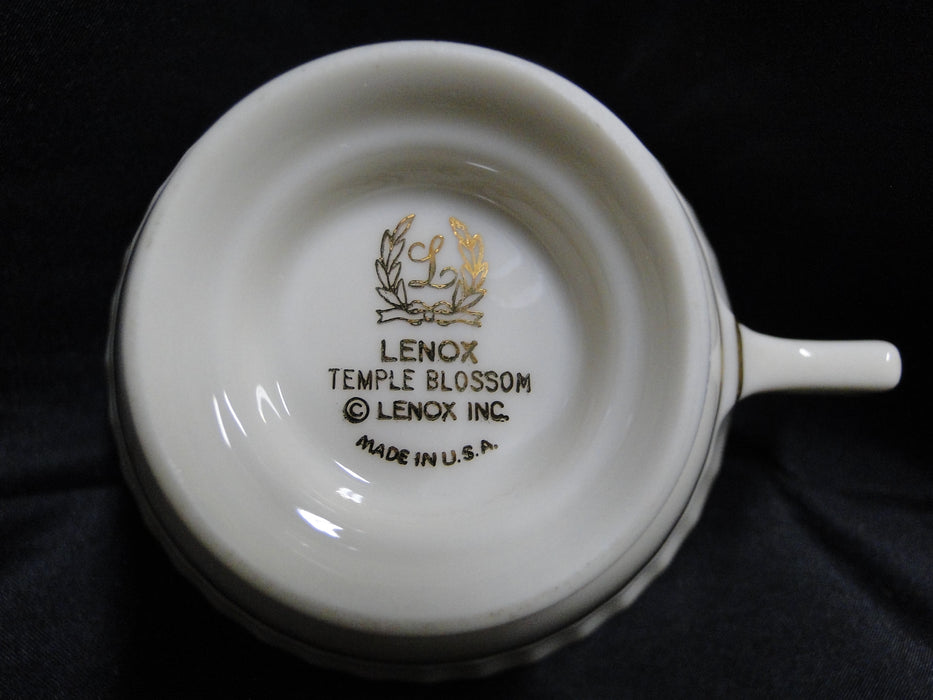 L
LENOX
TEMPLE BLOSSOM
© LENOX INC.
MADE IN U.S.A.